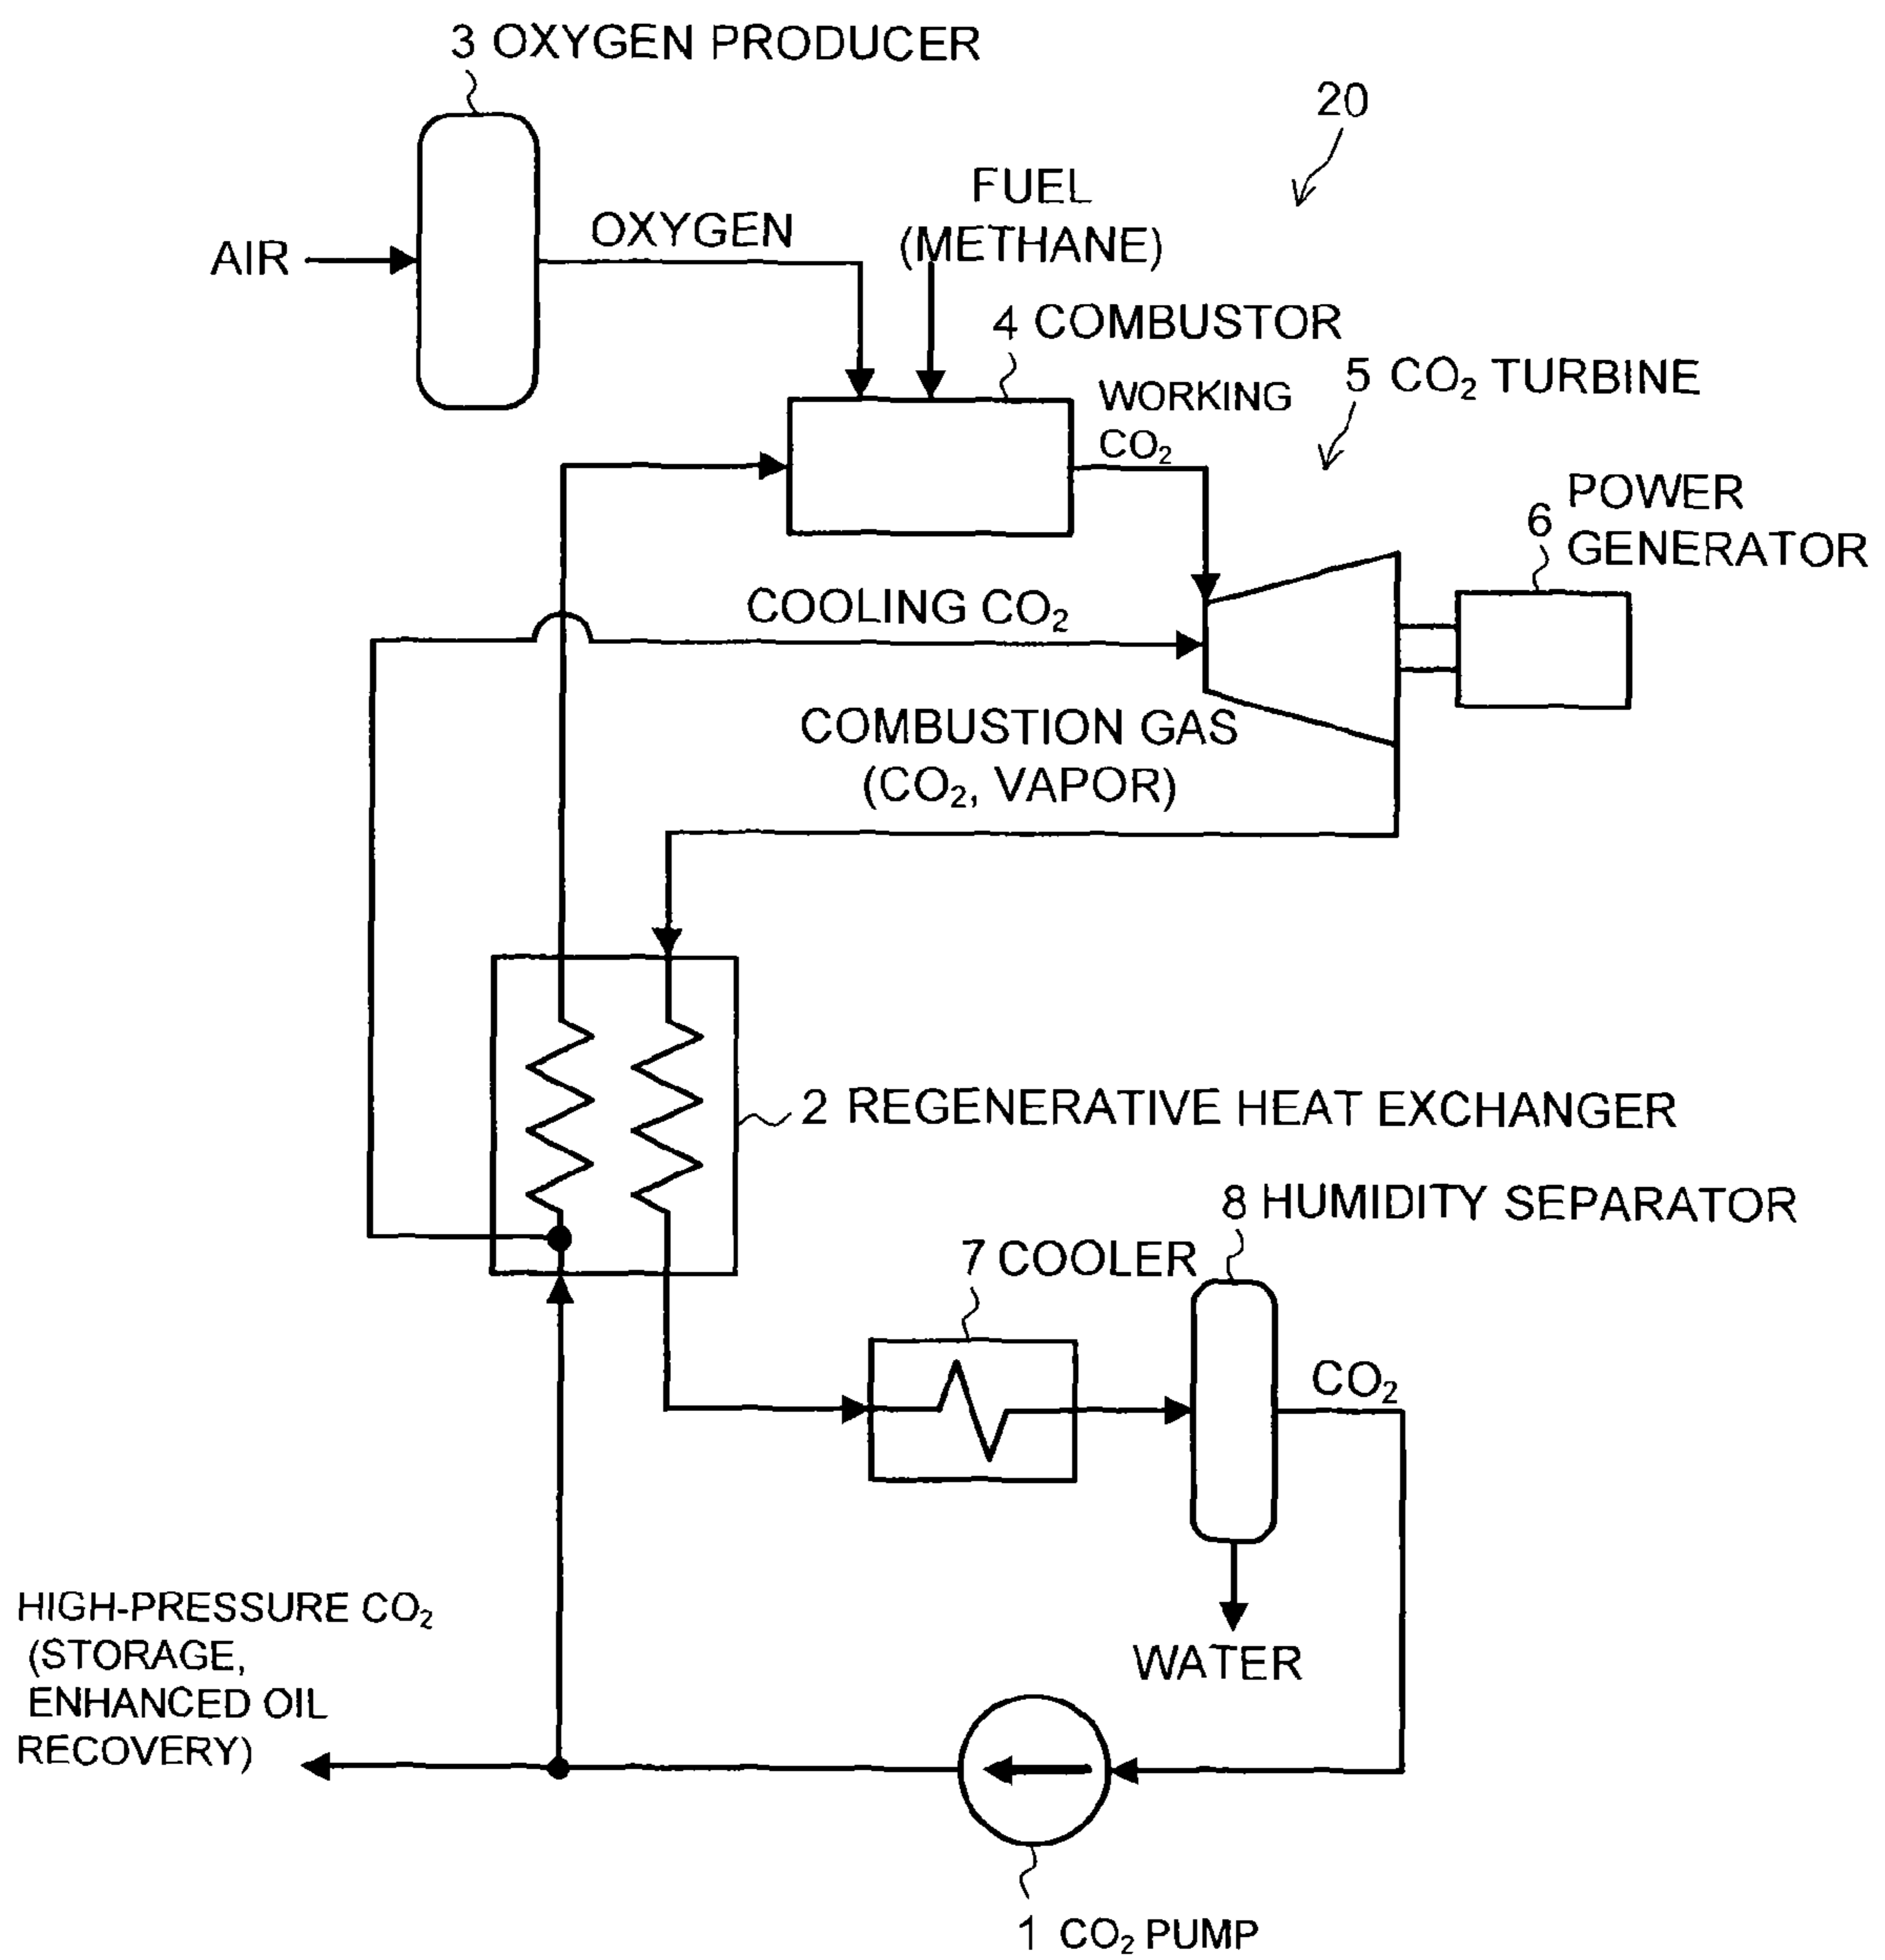 3 OXYGEN PRODUCER
20
FUEL
(METHANE)
OXYGEN
AIR
4 COMBUSTOR
5 CO₂ TURBINE
WORKING
CO₂
6 POWER
GENERATOR
COOLING CO₂
COMBUSTION GAS
(CO₂, VAPOR)
2 REGENERATIVE HEAT EXCHANGER
8 HUMIDITY SEPARATOR
7 COOLER
CO₂
HIGH-PRESSURE CO₂
(STORAGE,
ENHANCED OIL
RECOVERY)
WATER
1 CO₂ PUMP